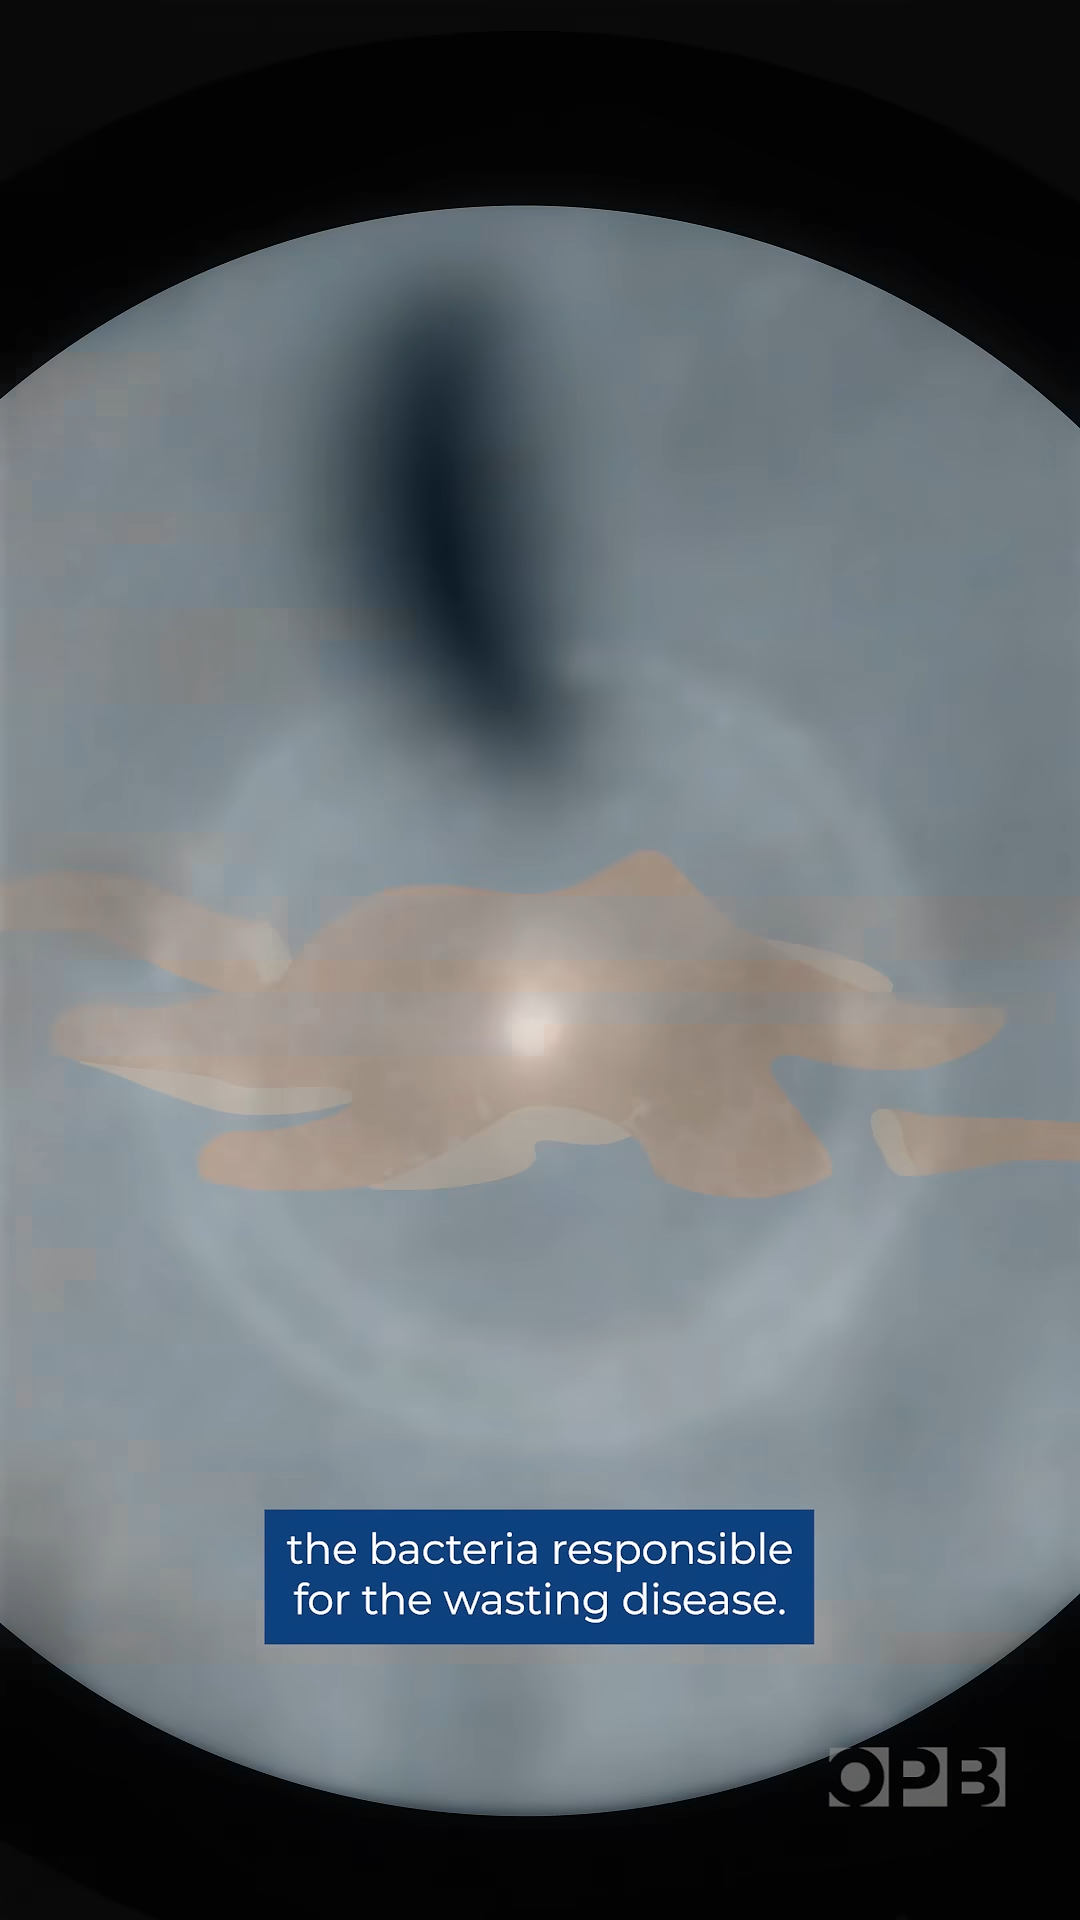 the bacteria responsible
for the wasting disease.
OPB